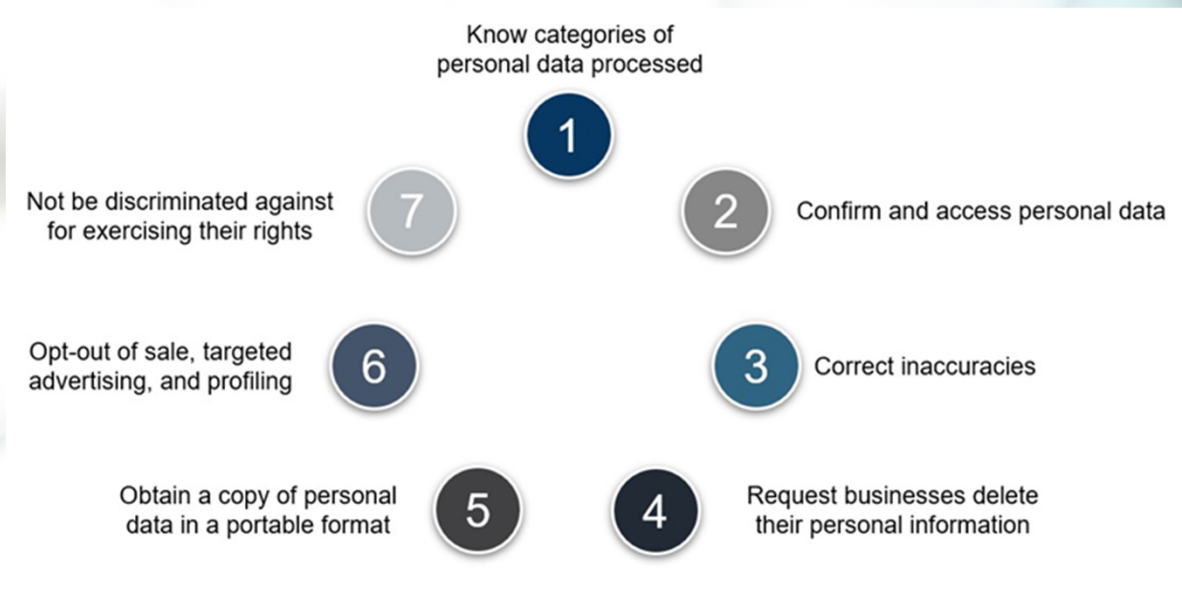 Know categories of
personal data processed
1
2
Confirm and access personal data
3
Correct inaccuracies
4
Request businesses delete
their personal information
5
Obtain a copy of personal
data in a portable format
6
Opt-out of sale, targeted
advertising, and profiling
7
Not be discriminated against
for exercising their rights